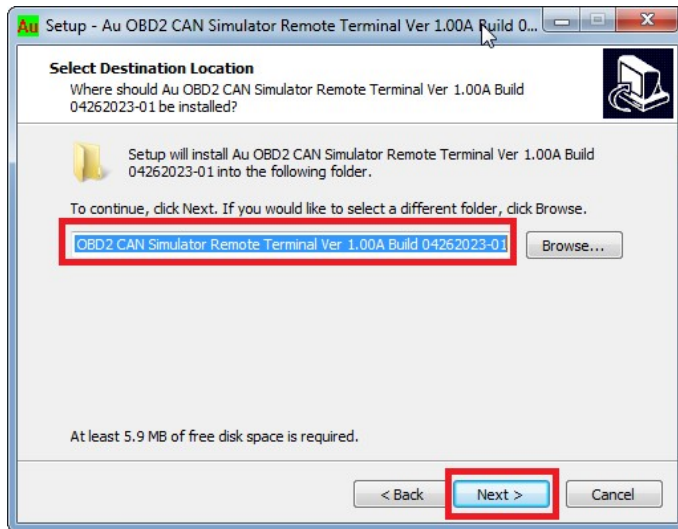 Au Setup - Au OBD2 CAN Simulator Remote Terminal Ver 1.00A Build 0...
Select Destination Location
Where should Au OBD2 CAN Simulator Remote Terminal Ver 1.00A Build
04262023-01 be installed?
Setup will install Au OBD2 CAN Simulator Remote Terminal Ver 1.00A Build
04262023-01 into the following folder.
To continue, click Next. If you would like to select a different folder, click Browse.
OBD2 CAN Simulator Remote Terminal Ver 1.00A Build 04262023-01 Browse...
At least 5.9 MB of free disk space is required.
< Back Next > Cancel